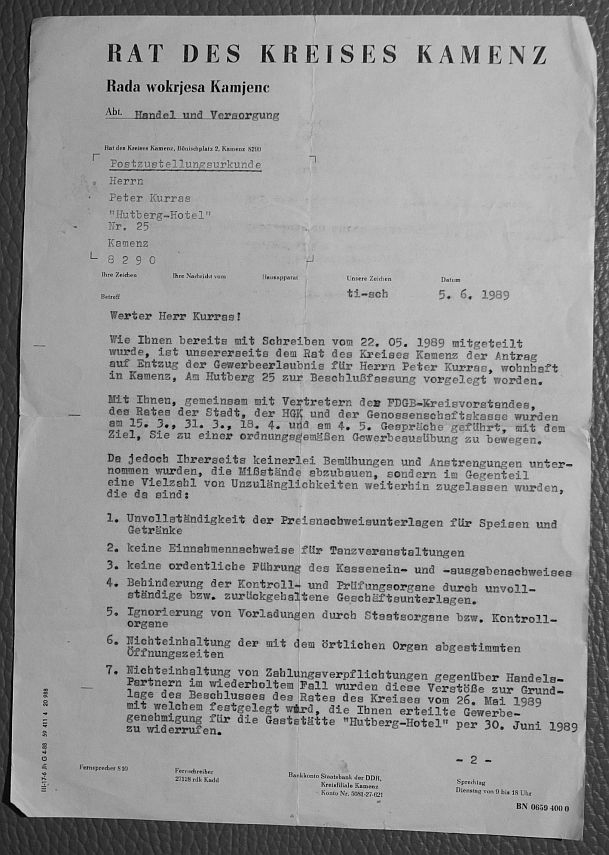 RAT DES KREISES KAMENZ
Rada wokrjesa Kamjenc
Abt. Handel und Versorgung
Rat des Kreises Kamenz, Bönischplatz 2, Kamenz 8290
Postzustellungsurkunde
Herrn
Peter Kurras
"Hutberg-Hotel"
Nr. 25
Kamenz
8290
Ihre Zeichen Ihre Nachricht vom Hausapparat Unsere Zeichen Datum
ti-sch 5. 6. 1989
Betreff
Werter Herr Kurras!
Wie Ihnen bereits mit Schreiben vom 22. 05. 1989 mitgeteilt
wurde, ist unsererseits dem Rat des Kreises Kamenz der Antrag
auf Entzug der Gewerbeerlaubnis für Herrn Peter Kurras, wohnhaft
in Kamenz, Am Hutberg 25 zur Beschlußfassung vorgelegt worden.
Mit Ihnen, gemeinsam mit Vertretern des FDGB-Kreisvorstandes,
des Rates der Stadt, der HGK und der Genossenschaftskasse wurden
am 15. 3., 31. 3., 18. 4. und am 4. 5. Gespräche geführt, mit dem
Ziel, Sie zu einer ordnungsgemäßen Gewerbeausübung zu bewegen.
Da jedoch Ihrerseits keinerlei Bemühungen und Anstrengungen unter-
nommen wurden, die Mißstände abzubauen, sondern im Gegenteil
eine Vielzahl von Unzulänglichkeiten weiterhin zugelassen wurden,
die da sind:
1. Unvollständigkeit der Preisnachweisunterlagen für Speisen und
Getränke
2. keine Einnahmennachweise für Tanzveranstaltungen
3. keine ordentliche Führung des Kassenein- und -ausgabenachweises
4. Behinderung der Kontroll- und Prüfungsorgane durch unvoll-
ständige bzw. zurückgehaltene Geschäftsunterlagen.
5. Ignorierung von Vorladungen durch Staatsorgane bzw. Kontroll-
organe
6. Nichteinhaltung der mit dem örtlichen Organ abgestimmten
Öffnungszeiten
7. Nichteinhaltung von Zahlungsverpflichtungen gegenüber Handels-
Partnern im wiederholtem Fall wurden diese Verstöße zur Grund-
lage des Beschlusses des Rates des Kreises vom 26. Mai 1989
mit welchem festgelegt wird, die Ihnen erteilte Gewerbe-
genehmigung für die Gaststätte "Hutberg-Hotel" per 30. Juni 1989
zu widerrufen.
- 2 -
Fernsprecher 8 10
Fernschreiber
27128 rdk Kadd
Bankkonto Staatsbank der DDR,
Kreisfiliale Kamenz
Konto Nr. 5081-27-621
Sprechtag
Dienstag von 9 bis 18 Uhr
BN 0659 400 0